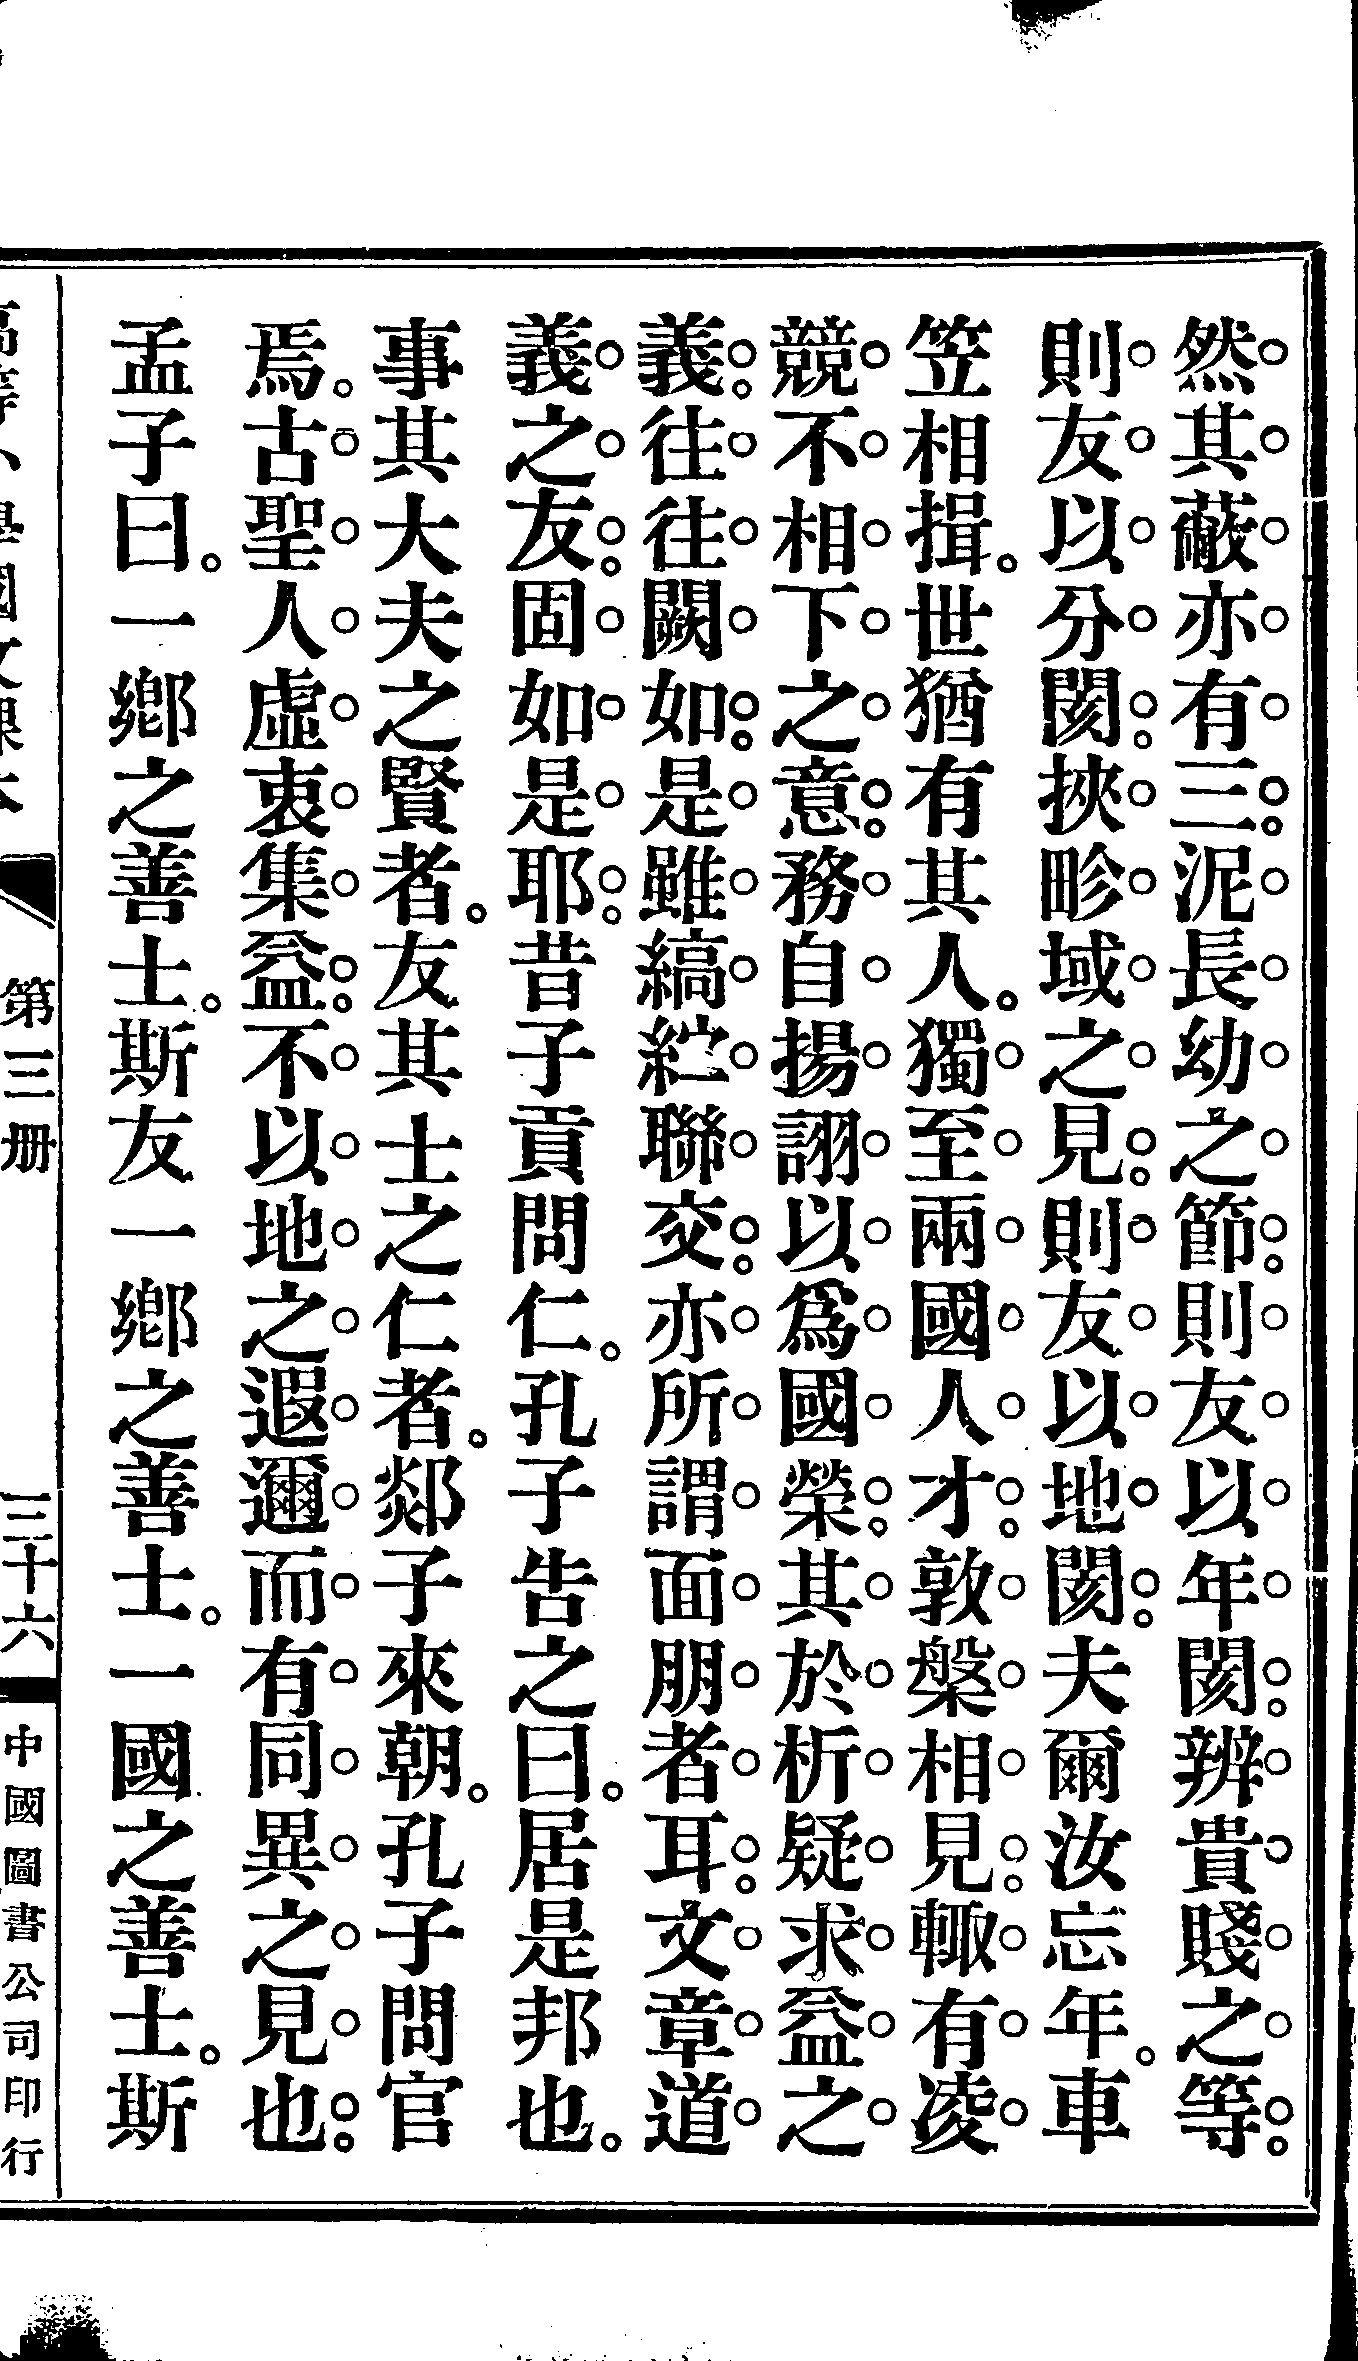 然其蔽亦有三。泥長幼之節。則友以年閡。辨貴賤之等。
則友以分閡。挾畛域之見。則友以地閡。夫爾汝忘年。車
笠相揖。世猶有其人。獨至兩國人才。敦槃相見。輙有凌
競不相下之意。務自揚詡以爲國榮。其於析疑求益之
義。往往闕如。是雖縞紵聯交。亦所謂面朋者耳。文章道
義之友。固如是耶。昔子貢問仁。孔子告之曰。居是邦也。
事其大夫之賢者。友其士之仁者。郯子來朝。孔子問官
焉。古聖人虛衷集益。不以地之遐邇而有同異之見也。
孟子曰。一鄉之善士。斯友一鄉之善士。一國之善士。斯
高等小學國文課本 第三册 三十六 中國圖書公司印行